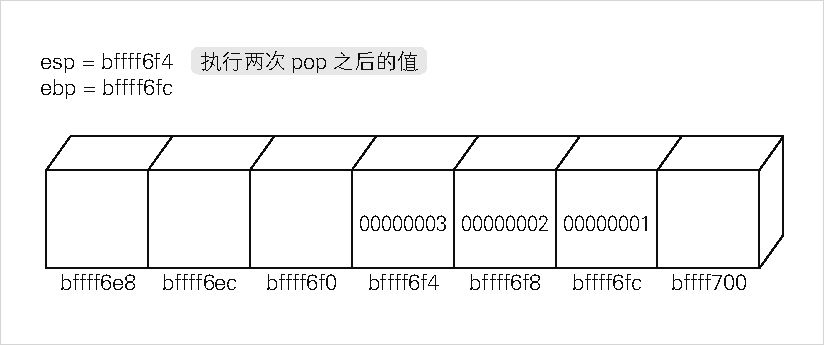 esp = bffff6f4 执行两次 pop 之后的值
ebp = bffff6fc
00000003 00000002 00000001
bffff6e8 bffff6ec bffff6f0 bffff6f4 bffff6f8 bffff6fc bffff700